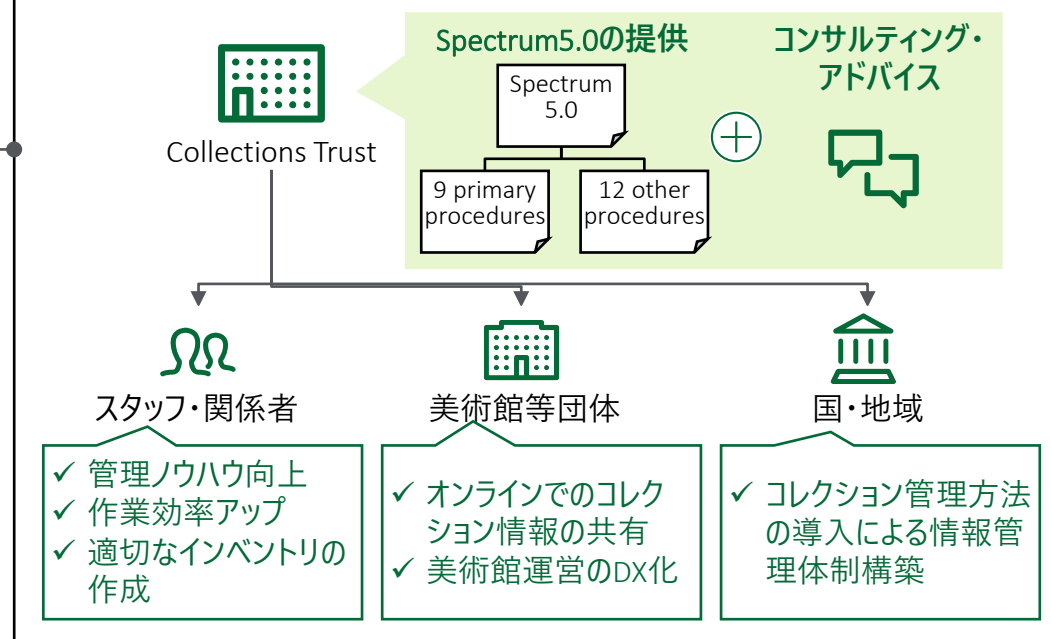 Spectrum5.0の提供
コンサルティング・
アドバイス
Spectrum
5.0
9 primary
procedures
12 other
procedures
Collections Trust
スタッフ・関係者
美術館等団体
国・地域
✓ 管理ノウハウ向上
✓ 作業効率アップ
✓ 適切なインベントリの
作成
✓ オンラインでのコレク
ション情報の共有
✓ 美術館運営のDX化
✓ コレクション管理方法
の導入による情報管
理体制構築